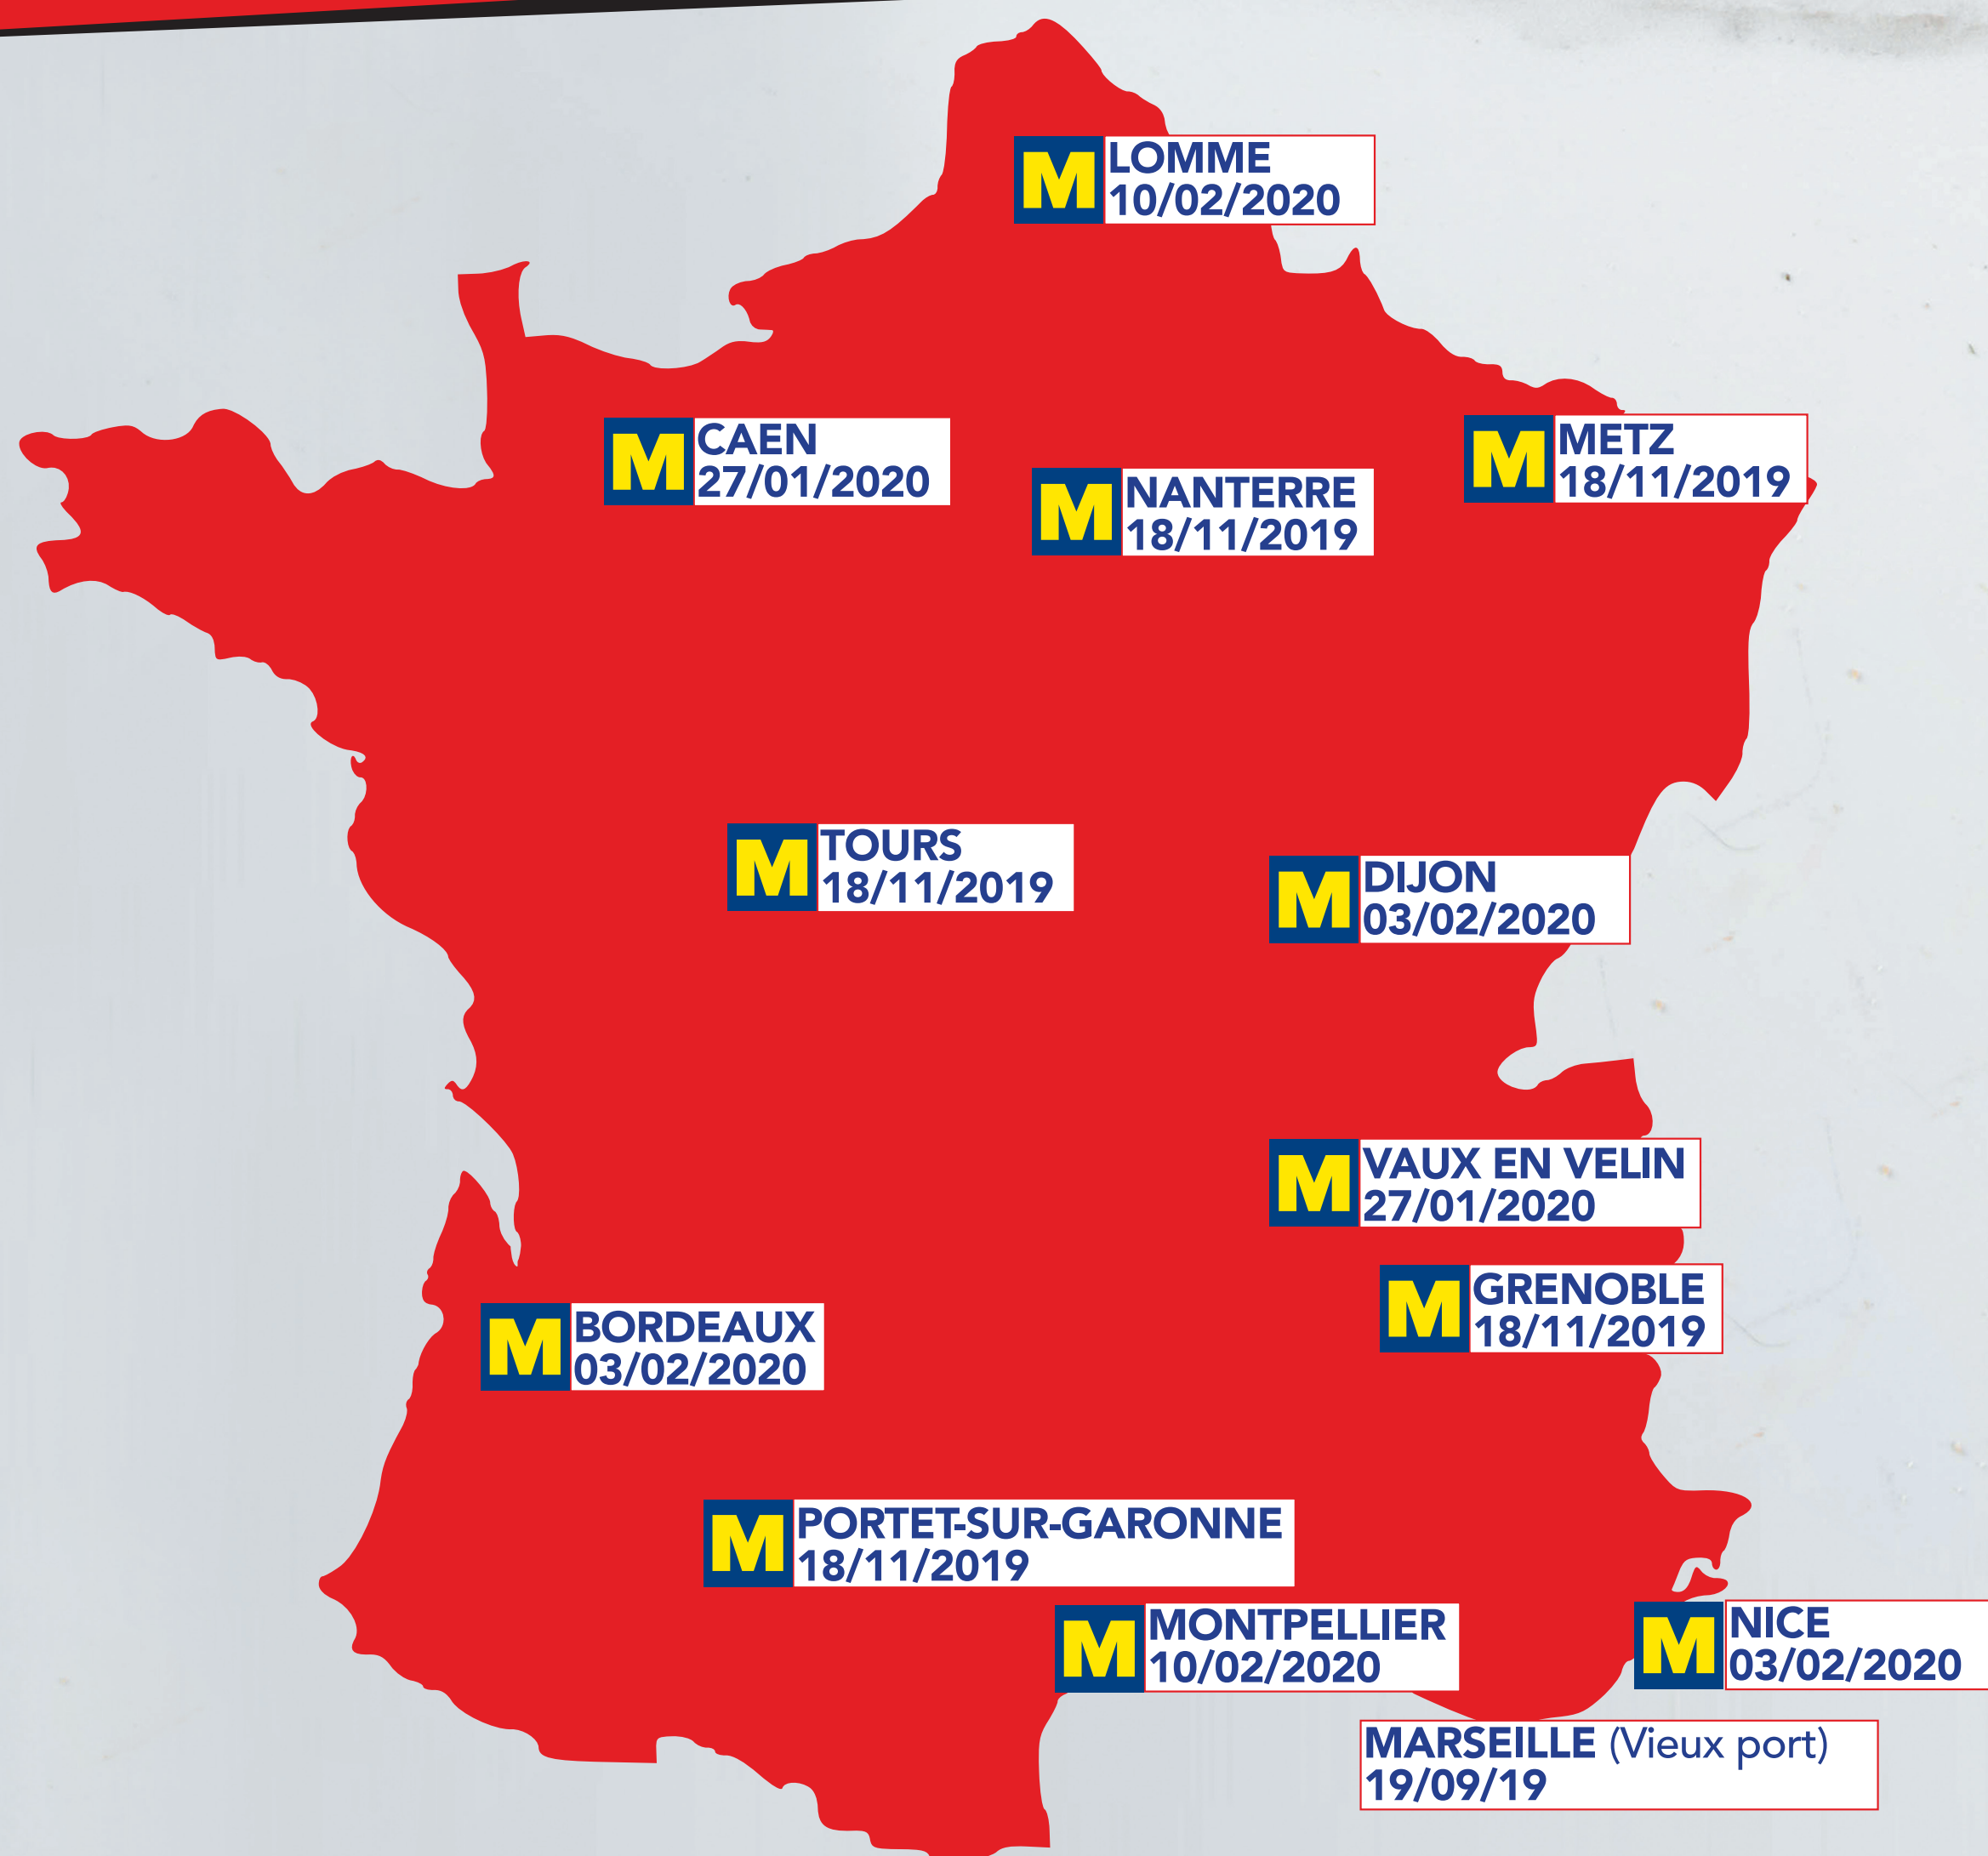 M LOMME
10/02/2020
M CAEN
27/01/2020
M NANTERRE
18/11/2019
M METZ
18/11/2019
M TOURS
18/11/2019
M DIJON
03/02/2020
M VAUX EN VELIN
27/01/2020
M GRENOBLE
18/11/2019
M BORDEAUX
03/02/2020
M PORTET-SUR-GARONNE
18/11/2019
M MONTPELLIER
10/02/2020
M NICE
03/02/2020
MARSEILLE (Vieux port)
19/09/19